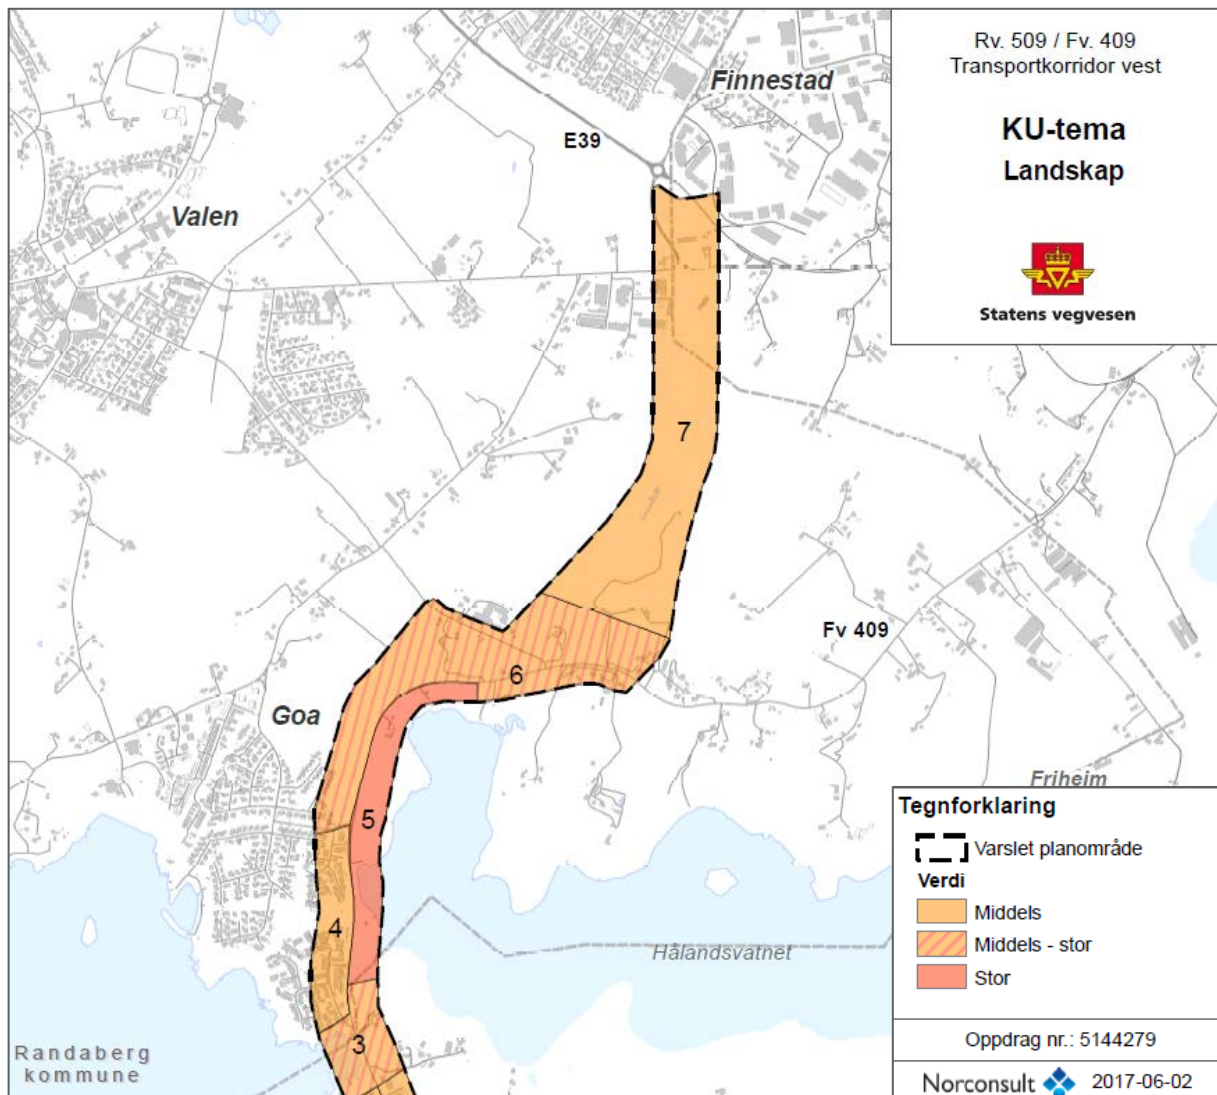 Rv. 509 / Fv. 409
Transportkorridor vest
KU-tema
Landskap
Statens vegvesen
Finnestad
E39
Valen
7
Fv 409
6
Goa
5
Friheim
4
Hålandsvatnet
3
Randaberg
kommune
Tegnforklaring
Varslet planområde
Verdi
Middels
Middels - stor
Stor
Oppdrag nr.: 5144279
Norconsult 2017-06-02